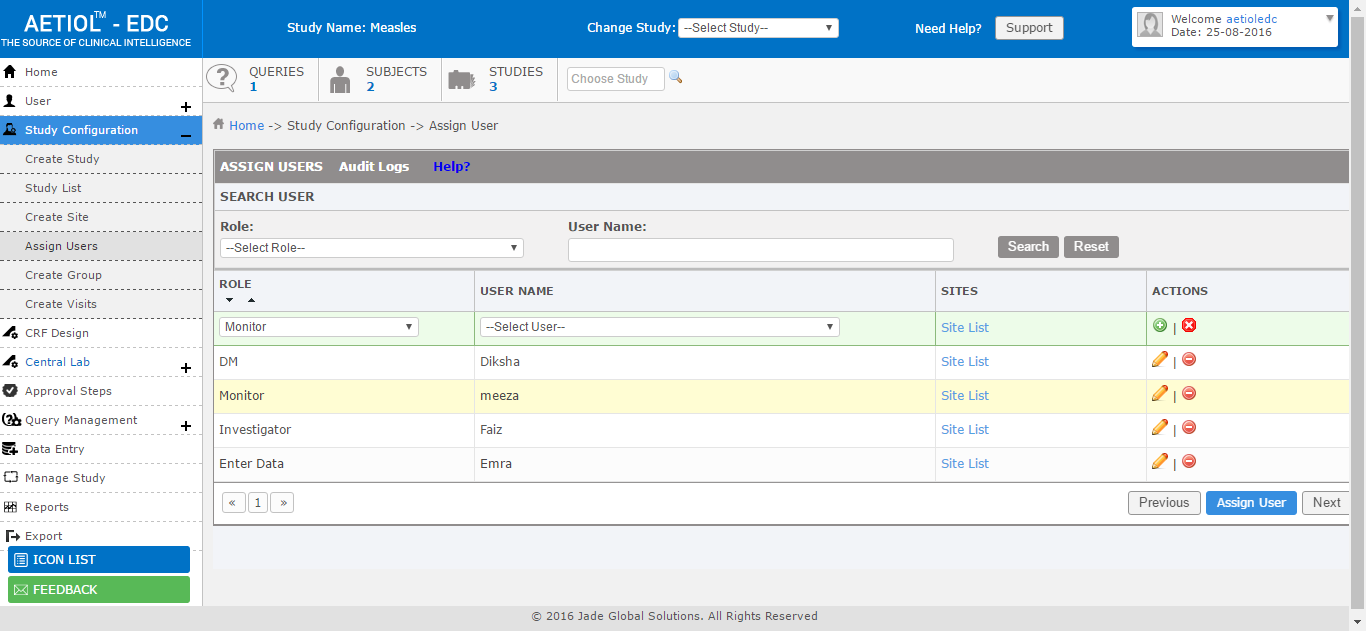 AETIOL™ - EDC
THE SOURCE OF CLINICAL INTELLIGENCE
Study Name: Measles
Change Study: --Select Study--
Need Help? Support
Welcome aetioledc
Date: 25-08-2016
Home
User
Study Configuration
Create Study
Study List
Create Site
Assign Users
Create Group
Create Visits
CRF Design
Central Lab
Approval Steps
Query Management
Data Entry
Manage Study
Reports
Export
ICON LIST
FEEDBACK
QUERIES
1
SUBJECTS
2
STUDIES
3
Choose Study
Home -> Study Configuration -> Assign User
ASSIGN USERS Audit Logs Help?
SEARCH USER
Role: User Name:
--Select Role-- Search Reset
ROLE USER NAME SITES ACTIONS
Monitor --Select User-- Site List |
DM Diksha Site List |
Monitor meeza Site List |
Investigator Faiz Site List |
Enter Data Emra Site List |
« 1 » Previous Assign User Next
© 2016 Jade Global Solutions. All Rights Reserved